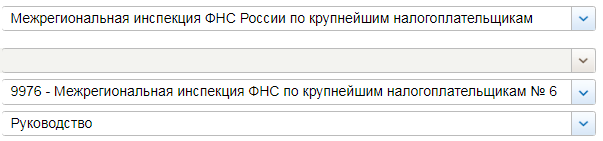 Межрегиональная инспекция ФНС России по крупнейшим налогоплательщикам
9976 - Межрегиональная инспекция ФНС по крупнейшим налогоплательщикам № 6
Руководство